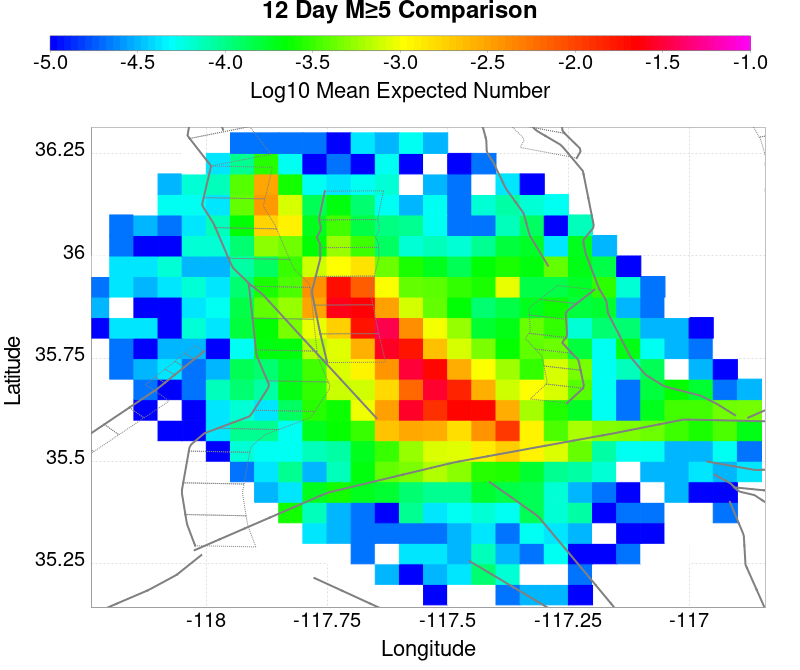 12 Day M≥5 Comparison
-5.0 -4.5 -4.0 -3.5 -3.0 -2.5 -2.0 -1.5 -1.0
Log10 Mean Expected Number
36.25
36
35.75
35.5
35.25
Latitude
-118 -117.75 -117.5 -117.25 -117
Longitude